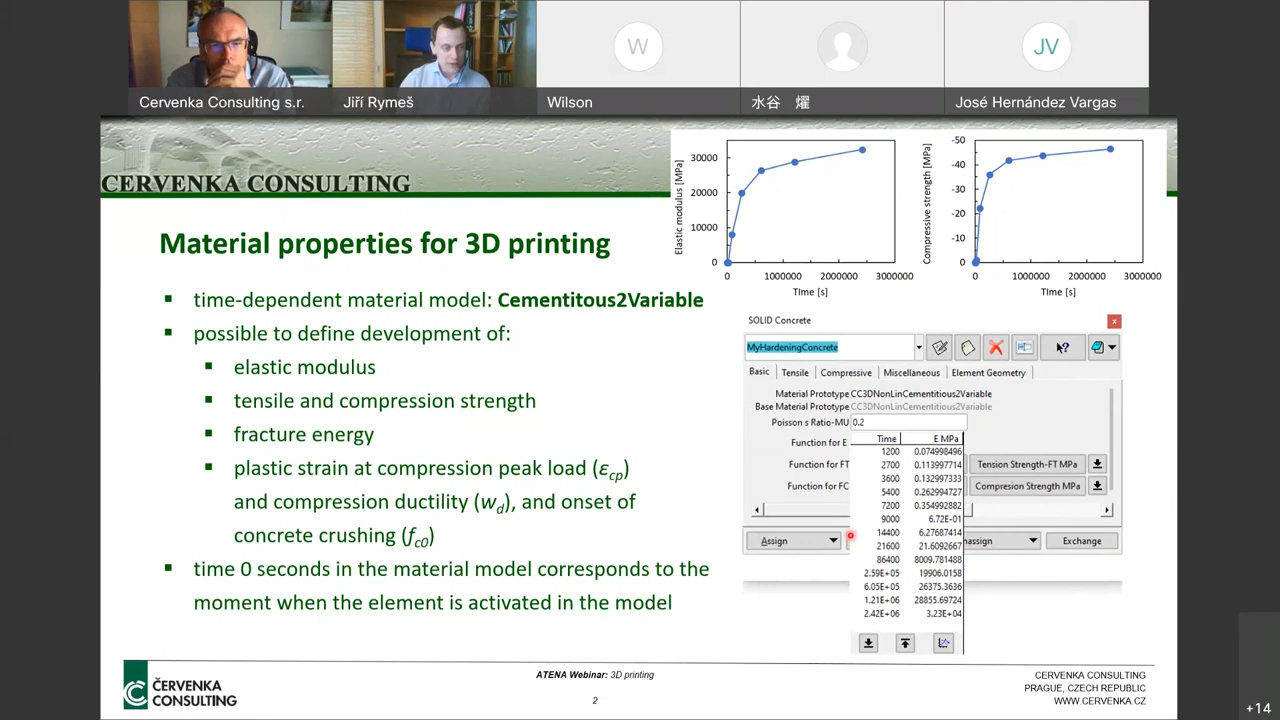 W
JV
Cervenka Consulting s.r.
Jiří Rymeš
Wilson
水谷 燿
José Hernández Vargas
CERVENKA CONSULTING
Elastic modulus [MPa]
30000
20000
10000
0
0
1000000
2000000
3000000
TIme [s]
Compressive strength [MPa]
-50
-40
-30
-20
-10
0
0
1000000
2000000
3000000
TIme [s]
Material properties for 3D printing
▪ time-dependent material model: Cementitous2Variable
▪ possible to define development of:
▪ elastic modulus
▪ tensile and compression strength
▪ fracture energy
▪ plastic strain at compression peak load (εcp)
and compression ductility (wd), and onset of
concrete crushing (fc0)
▪ time 0 seconds in the material model corresponds to the
moment when the element is activated in the model
SOLID Concrete
x
MyHardeningConcrete
Basic Tensile Compressive Miscellaneous Element Geometry
Material Prototype CC3DNonLinCementitious2Variable
Base Material Prototype CC3DNonLinCementitious2Variable
Poisson s Ratio-MU 0.2
Function for E
Function for FT
Function for FC
Tension Strength-FT MPa
Compresion Strength MPa
Time E MPa
1200 0.074998496
2700 0.113997714
3600 0.132997333
5400 0.262994727
7200 0.354992882
9000 6.72E-01
14400 6.27687414
21600 21.6092667
86400 8009.781488
2.59E+05 19906.0158
6.05E+05 26375.3636
1.21E+06 28855.69724
2.42E+06 3.23E+04
Assign
nassign
Exchange
ČERVENKA
CONSULTING
ATENA Webinar: 3D printing
2
CERVENKA CONSULTING
PRAGUE, CZECH REPUBLIC
WWW.CERVENKA.CZ
+14